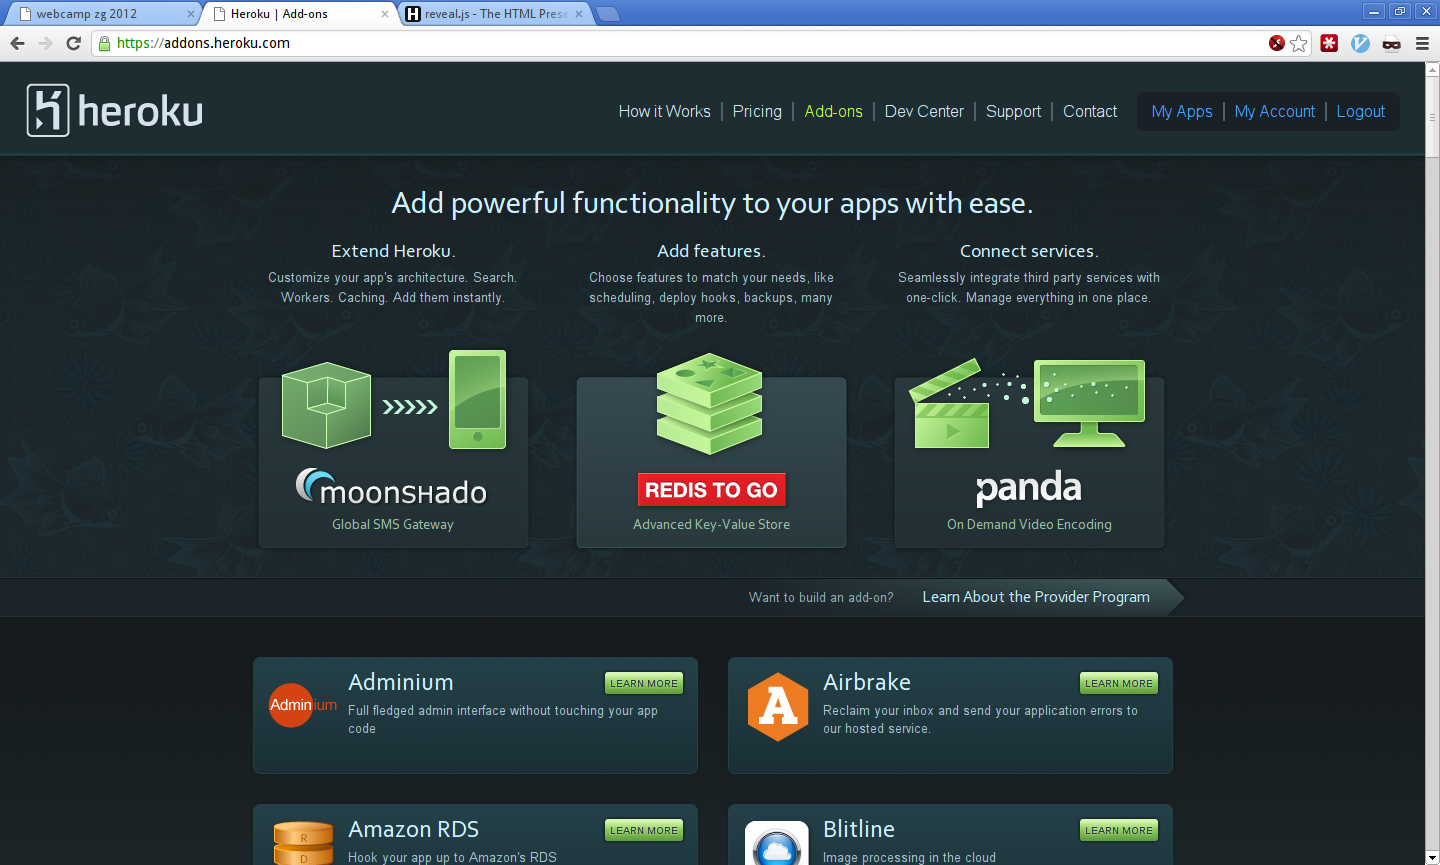 webcamp zg 2012
Heroku | Add-ons
reveal.js - The HTML Prese
https://addons.heroku.com
heroku
How it Works
Pricing
Add-ons
Dev Center
Support
Contact
My Apps
My Account
Logout
Add powerful functionality to your apps with ease.
Extend Heroku.
Customize your app's architecture. Search.
Workers. Caching. Add them instantly.
Add features.
Choose features to match your needs, like
scheduling, deploy hooks, backups, many
more.
Connect services.
Seamlessly integrate third party services with
one-click. Manage everything in one place.
moonshado
Global SMS Gateway
REDIS TO GO
Advanced Key-Value Store
panda
On Demand Video Encoding
Want to build an add-on?
Learn About the Provider Program
Adminium
Adminium
LEARN MORE
Full fledged admin interface without touching your app
code
A
Airbrake
LEARN MORE
Reclaim your inbox and send your application errors to
our hosted service.
R
D
Amazon RDS
LEARN MORE
Hook your app up to Amazon's RDS
Blitline
LEARN MORE
Image processing in the cloud